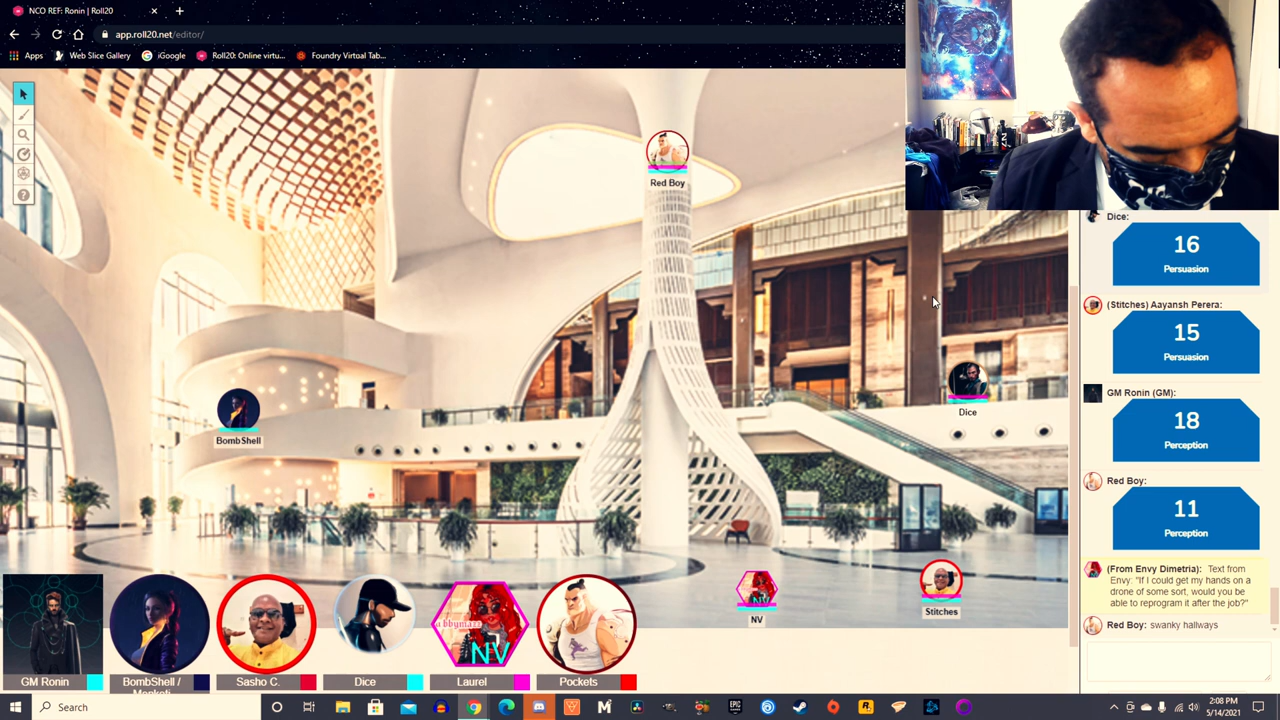 NCO REF: Ronin | Roll20
app.roll20.net/editor/
Apps
Web Slice Gallery
iGoogle
Roll20: Online virtu...
Foundry Virtual Tab...
Red Boy
BombShell
Dice
NV
Stitches
Dice:
16
Persuasion
(Stitches) Aayansh Perera:
15
Persuasion
GM Ronin (GM):
18
Perception
Red Boy:
11
Perception
(From Envy Dimetria): Text from
Envy: "If I could get my hands on a
drone of some sort, would you be
able to reprogram it after the job?"
Red Boy: swanky hallways
NV
GM Ronin
BombShell /
Sasho C.
Dice
Laurel
Pockets
Search
2:08 PM
5/14/2021